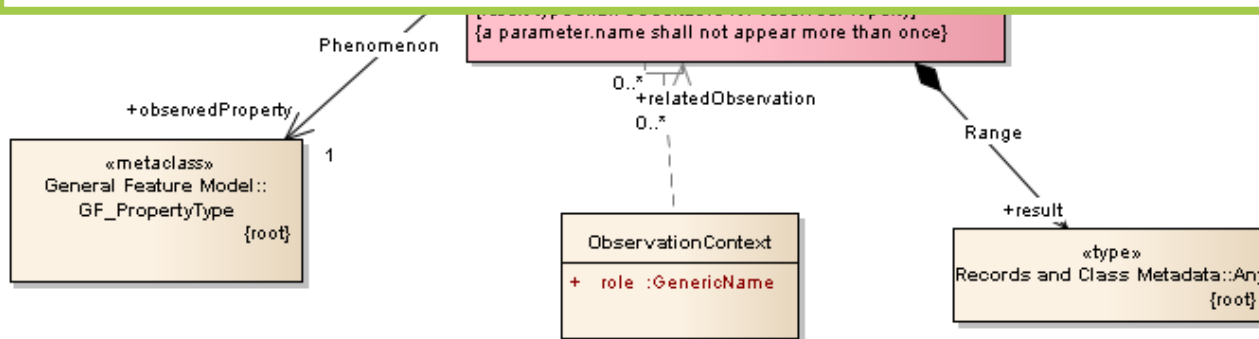 {a parameter.name shall not appear more than once}
Phenomenon
0..*
+relatedObservation
0..*
+observedProperty
1
Range
«metaclass»
General Feature Model::
GF_PropertyType
{root}
+result
ObservationContext
+ role :GenericName
«type»
Records and Class Metadata::Any
{root}